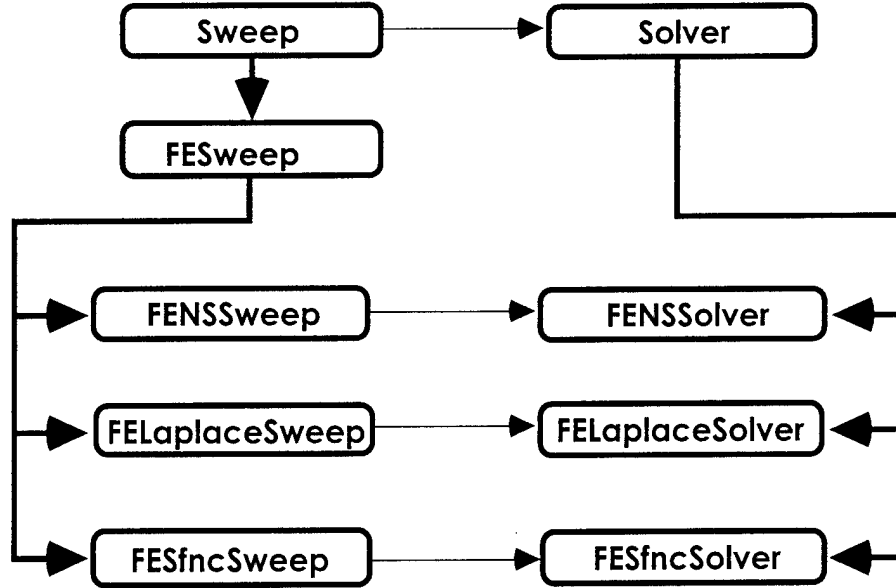 Sweep
Solver
FESweep
FENSSweep
FENSSolver
FELaplaceSweep
FELaplaceSolver
FESfncSweep
FESfncSolver